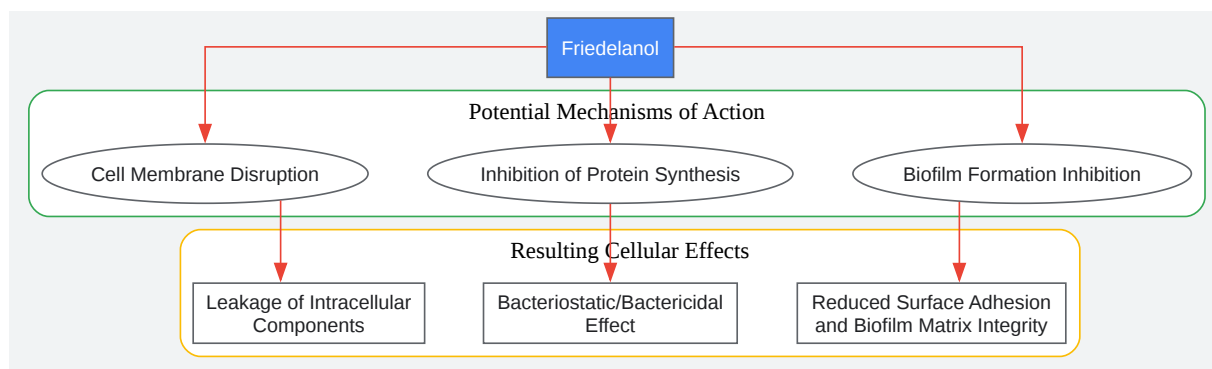 Friedelanol
Potential Mechanisms of Action
Cell Membrane Disruption
Inhibition of Protein Synthesis
Biofilm Formation Inhibition
Resulting Cellular Effects
Leakage of Intracellular
Components
Bacteriostatic/Bactericidal
Effect
Reduced Surface Adhesion
and Biofilm Matrix Integrity